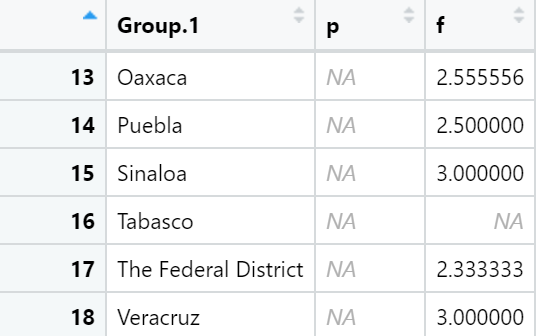 Group.1 p f
13 Oaxaca NA 2.555556
14 Puebla NA 2.500000
15 Sinaloa NA 3.000000
16 Tabasco NA NA
17 The Federal District NA 2.333333
18 Veracruz NA 3.000000